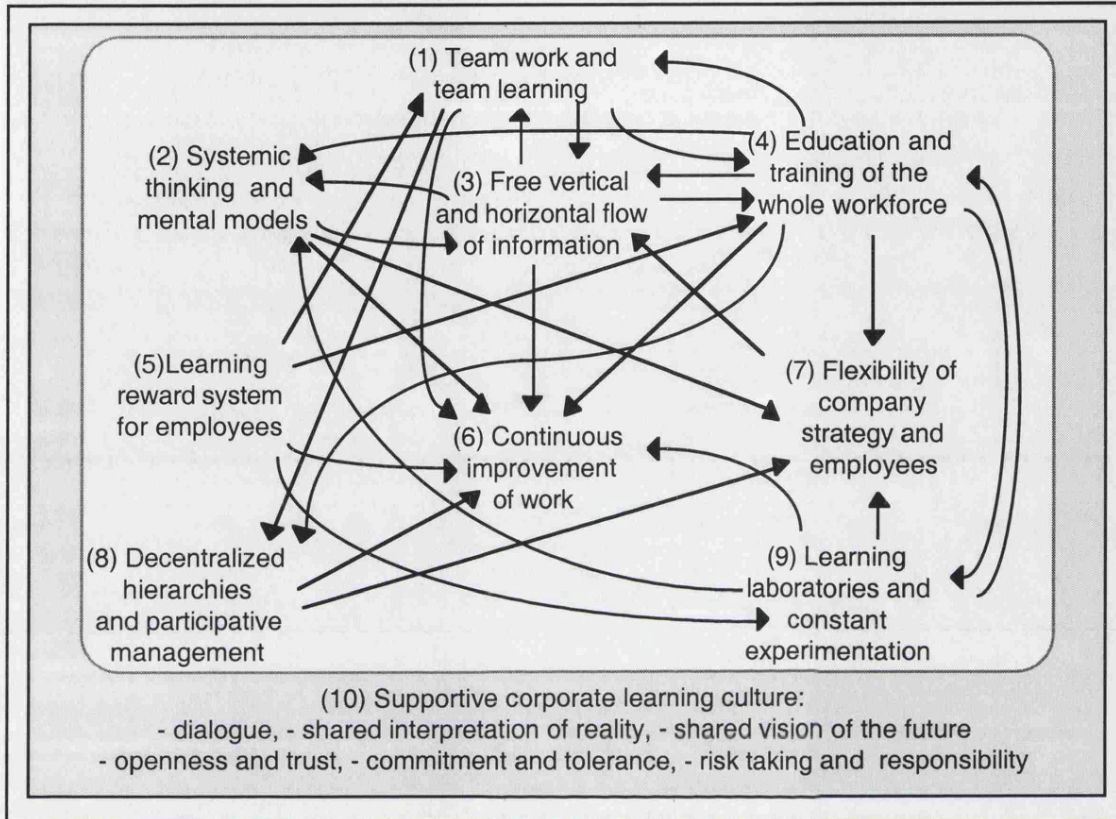 (1) Team work and
team learning
(2) Systemic
thinking and
mental models
(3) Free vertical
and horizontal flow
of information
(4) Education and
training of the
whole workforce
(5)Learning
reward system
for employees
(6) Continuous
improvement
of work
(7) Flexibility of
company
strategy and
employees
(8) Decentralized
hierarchies
and participative
management
(9) Learning
laboratories and
constant
experimentation
(10) Supportive corporate learning culture:
- dialogue, - shared interpretation of reality, - shared vision of the future
- openness and trust, - commitment and tolerance, - risk taking and responsibility